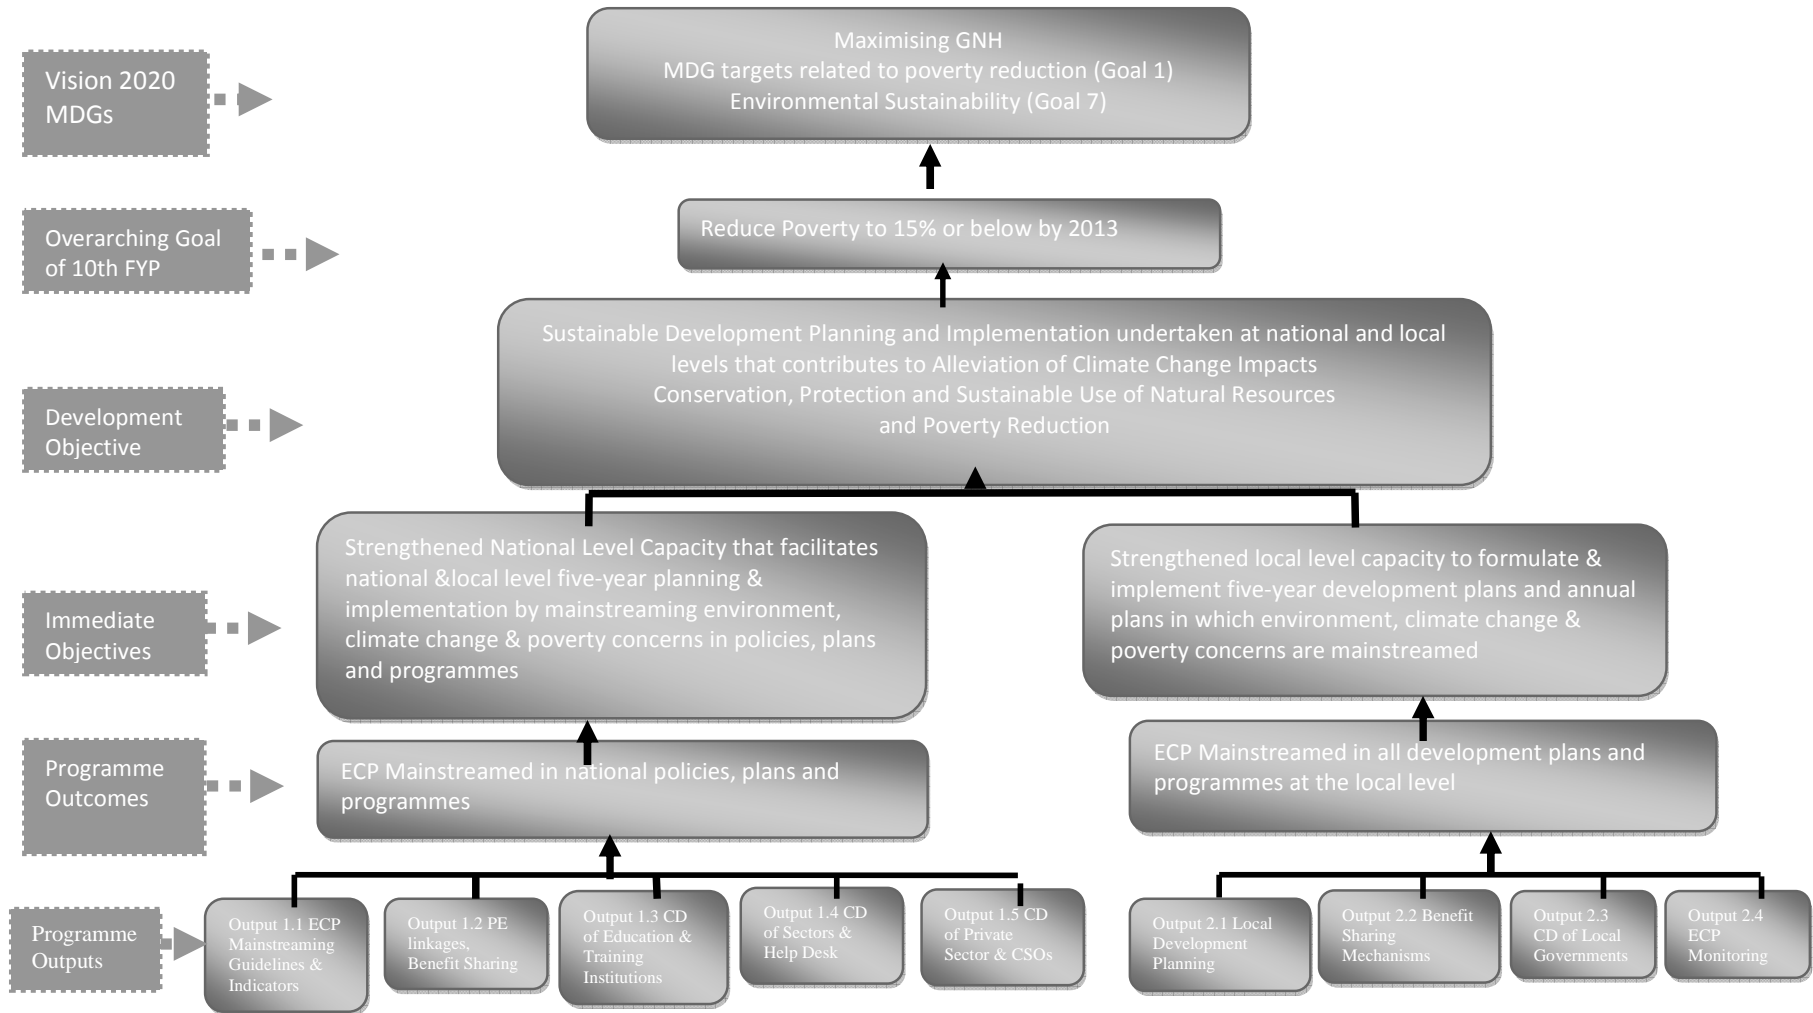 Vision 2020
MDGs
Maximising GNH
MDG targets related to poverty reduction (Goal 1)
Environmental Sustainability (Goal 7)
Overarching Goal
of 10th FYP
Reduce Poverty to 15% or below by 2013
Development
Objective
Sustainable Development Planning and Implementation undertaken at national and local
levels that contributes to Alleviation of Climate Change Impacts
Conservation, Protection and Sustainable Use of Natural Resources
and Poverty Reduction
Immediate
Objectives
Strengthened National Level Capacity that facilitates
national &local level five-year planning &
implementation by mainstreaming environment,
climate change & poverty concerns in policies, plans
and programmes
Strengthened local level capacity to formulate &
implement five-year development plans and annual
plans in which environment, climate change &
poverty concerns are mainstreamed
Programme
Outcomes
ECP Mainstreamed in national policies, plans and
programmes
ECP Mainstreamed in all development plans and
programmes at the local level
Programme
Outputs
Output 1.1 ECP
Mainstreaming
Guidelines &
Indicators
Output 1.2 PE
linkages,
Benefit Sharing
Output 1.3 CD
of Education &
Training
Institutions
Output 1.4 CD
of Sectors &
Help Desk
Output 1.5 CD
of Private
Sector & CSOs
Output 2.1 Local
Development
Planning
Output 2.2 Benefit
Sharing
Mechanisms
Output 2.3
CD of Local
Governments
Output 2.4
ECP
Monitoring